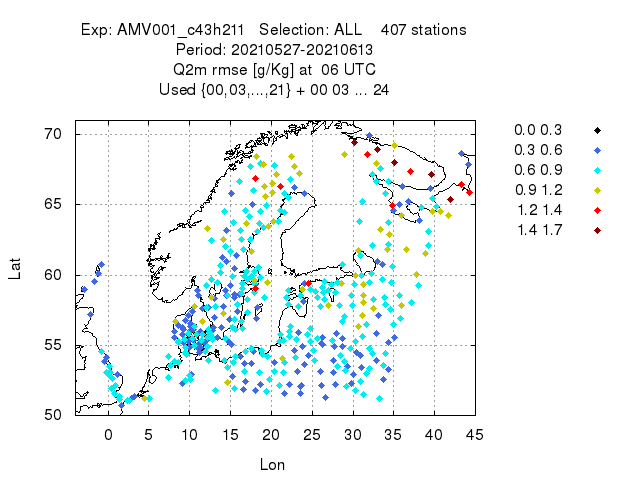 Exp: AMV001_c43h211 Selection: ALL 407 stations
Period: 20210527-20210613
Q2m rmse [g/Kg] at 06 UTC
Used {00,03,...,21} + 00 03 ... 24
70
65
60
55
50
Lat
0 5 10 15 20 25 30 35 40 45
Lon
0.0 0.3
0.3 0.6
0.6 0.9
0.9 1.2
1.2 1.4
1.4 1.7